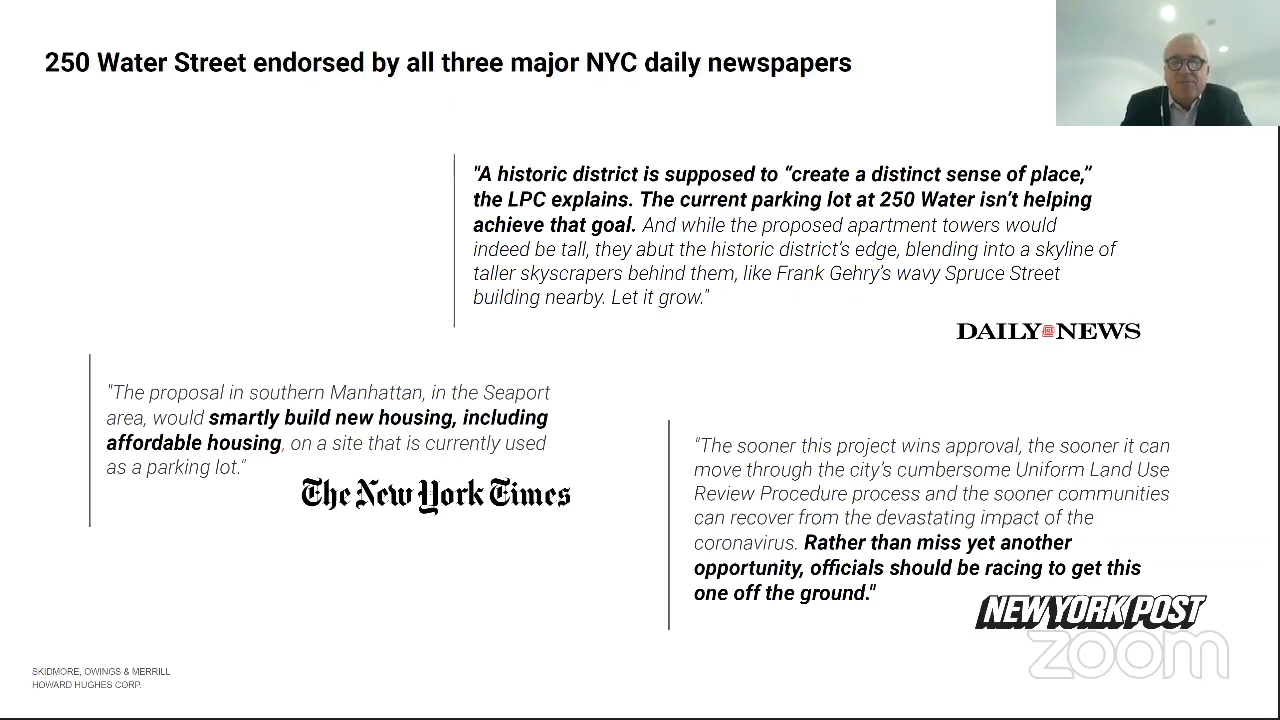 250 Water Street endorsed by all three major NYC daily newspapers
"A historic district is supposed to “create a distinct sense of place,”
the LPC explains. The current parking lot at 250 Water isn’t helping
achieve that goal. And while the proposed apartment towers would
indeed be tall, they abut the historic district’s edge, blending into a skyline of
taller skyscrapers behind them, like Frank Gehry’s wavy Spruce Street
building nearby. Let it grow."
DAILY NEWS
"The proposal in southern Manhattan, in the Seaport
area, would smartly build new housing, including
affordable housing, on a site that is currently used
as a parking lot."
The New York Times
"The sooner this project wins approval, the sooner it can
move through the city’s cumbersome Uniform Land Use
Review Procedure process and the sooner communities
can recover from the devastating impact of the
coronavirus. Rather than miss yet another
opportunity, officials should be racing to get this
one off the ground."
NEW YORK POST
zoom
SKIDMORE, OWINGS & MERRILL
HOWARD HUGHES CORP.